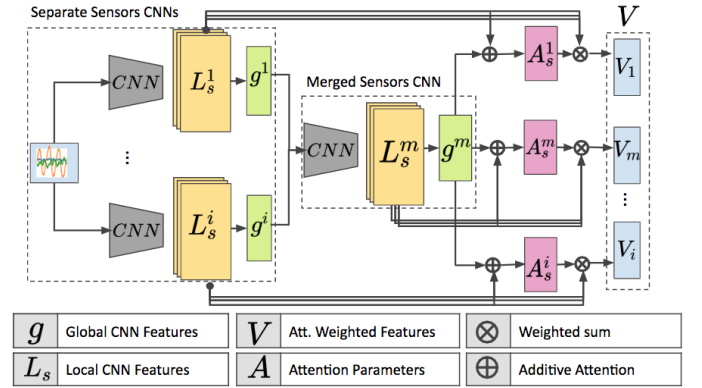 Separate Sensors CNNs
V
CNN
L_s^1
g^1
A_s^1
V_1
Merged Sensors CNN
CNN
L_s^m
g^m
A_s^m
V_m
CNN
L_s^i
g^i
A_s^i
V_i
g Global CNN Features
V Att. Weighted Features
⊗ Weighted sum
L_s Local CNN Features
A Attention Parameters
⊕ Additive Attention